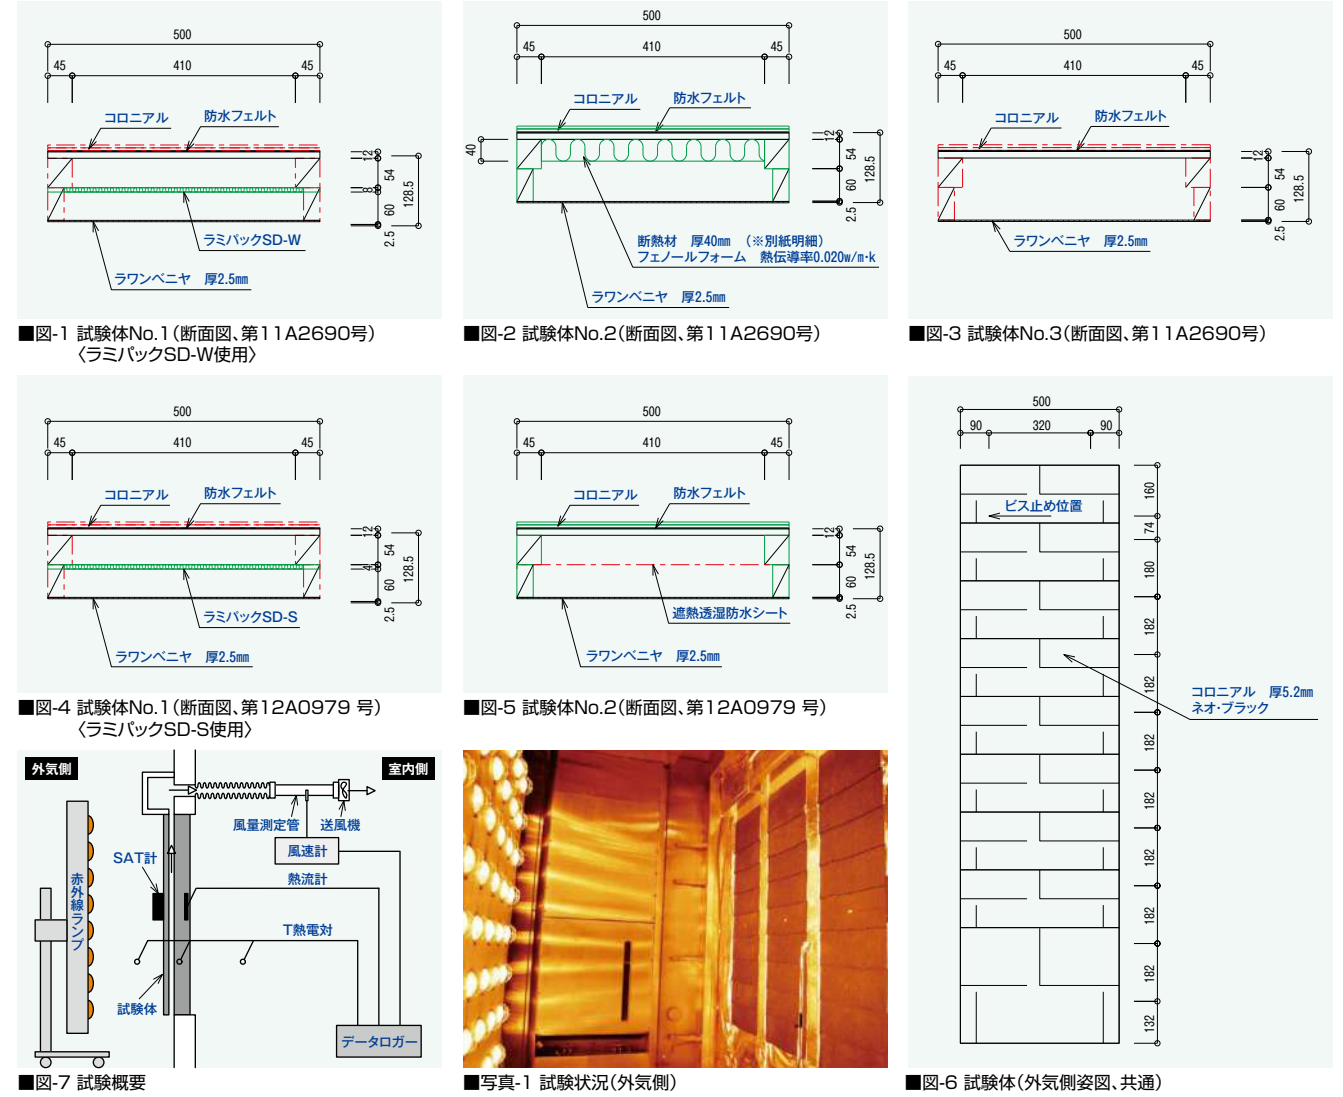 500
45 410 45
コロニアル 防水フェルト
12
54
8
60
2.5
128.5
ラミパックSD-W
ラワンベニヤ 厚2.5㎜
■図-1 試験体No.1(断面図、第11A2690号)
〈ラミパックSD-W使用〉
500
45 410 45
コロニアル 防水フェルト
40
12
54
60
2.5
128.5
断熱材 厚40㎜ (※別紙明細)
フェノールフォーム 熱伝導率0.020w/m・k
ラワンベニヤ 厚2.5㎜
■図-2 試験体No.2(断面図、第11A2690号)
500
45 410 45
コロニアル 防水フェルト
12
54
60
2.5
128.5
ラワンベニヤ 厚2.5㎜
■図-3 試験体No.3(断面図、第11A2690号)
500
45 410 45
コロニアル 防水フェルト
12
54
4
60
2.5
128.5
ラミパックSD-S
ラワンベニヤ 厚2.5㎜
■図-4 試験体No.1(断面図、第12A0979 号)
〈ラミパックSD-S使用〉
500
45 410 45
コロニアル 防水フェルト
12
54
60
2.5
128.5
遮熱透湿防水シート
ラワンベニヤ 厚2.5㎜
■図-5 試験体No.2(断面図、第12A0979 号)
500
90 320 90
ビス止め位置
160
74
180
182
182
182
182
182
182
182
132
コロニアル 厚5.2㎜
ネオ・ブラック
■図-6 試験体(外気側姿図、共通)
外気側
室内側
風量測定管 送風機
風速計
SAT計
熱流計
赤外線ランプ
T熱電対
試験体
データロガー
■図-7 試験概要
■写真-1 試験状況(外気側)